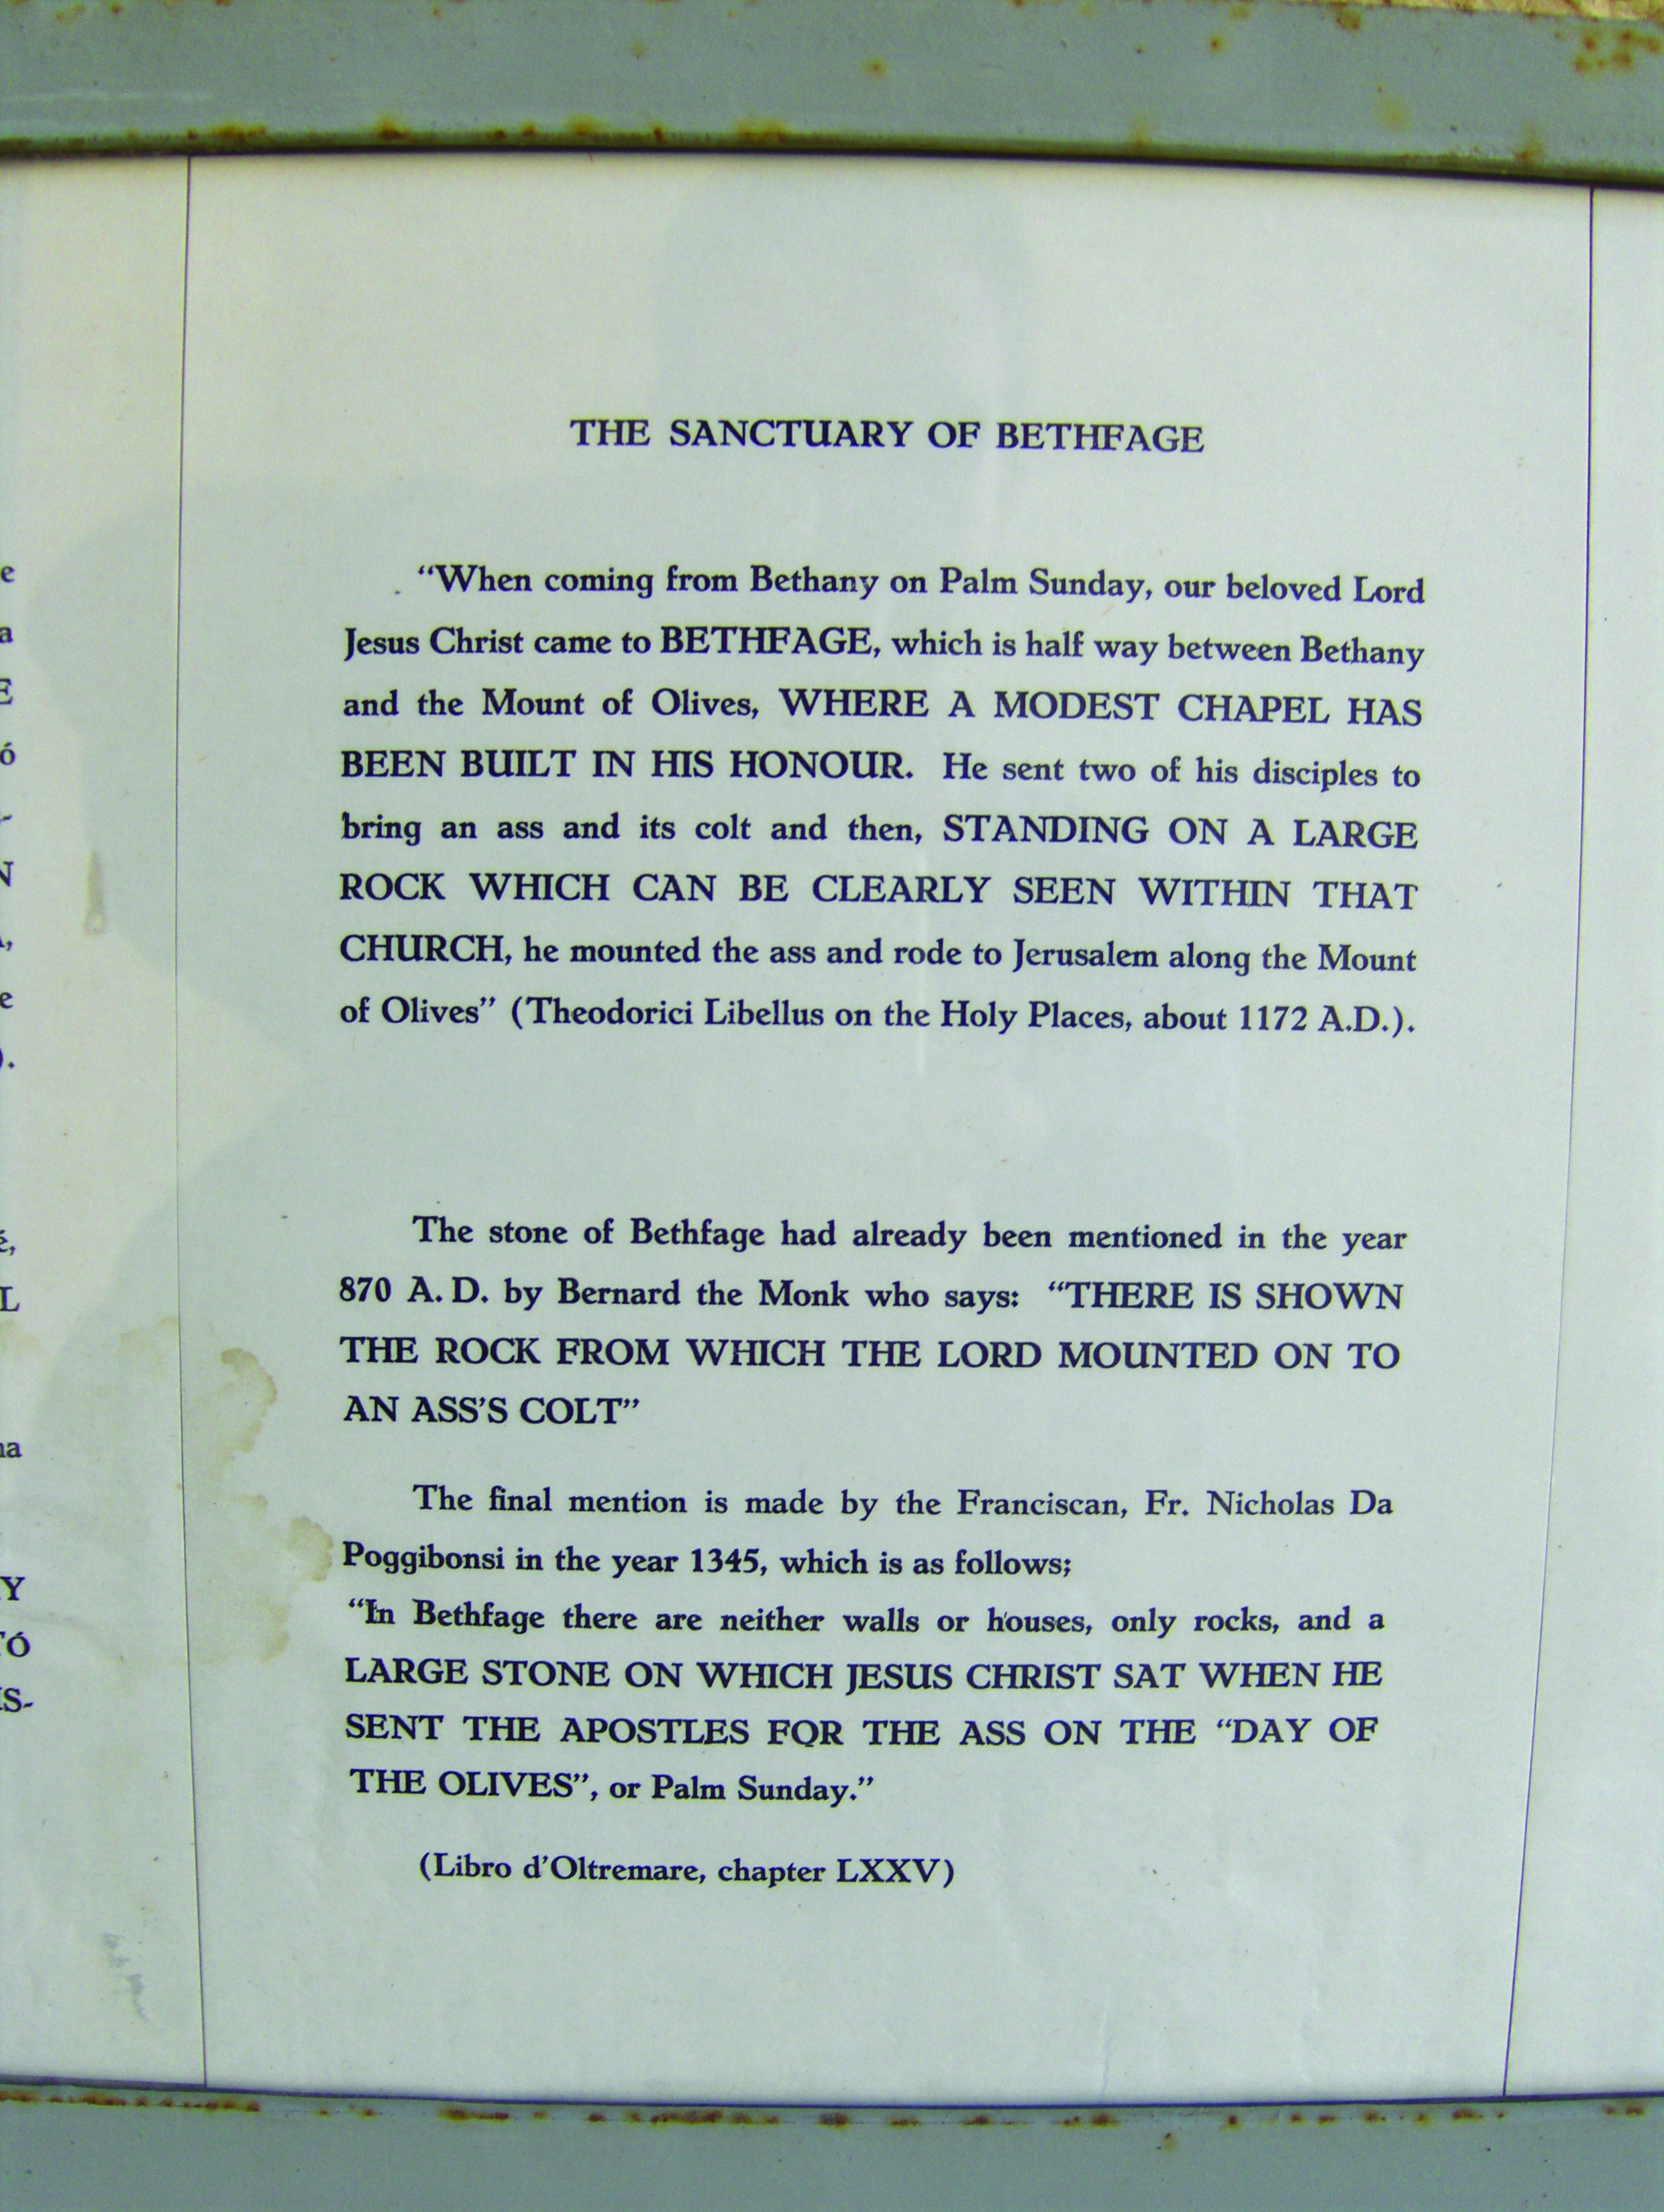 THE SANCTUARY OF BETHFAGE
“When coming from Bethany on Palm Sunday, our beloved Lord
Jesus Christ came to BETHFAGE, which is half way between Bethany
and the Mount of Olives, WHERE A MODEST CHAPEL HAS
BEEN BUILT IN HIS HONOUR. He sent two of his disciples to
bring an ass and its colt and then, STANDING ON A LARGE
ROCK WHICH CAN BE CLEARLY SEEN WITHIN THAT
CHURCH, he mounted the ass and rode to Jerusalem along the Mount
of Olives” (Theodorici Libellus on the Holy Places, about 1172 A.D.).
The stone of Bethfage had already been mentioned in the year
870 A. D. by Bernard the Monk who says: “THERE IS SHOWN
THE ROCK FROM WHICH THE LORD MOUNTED ON TO
AN ASS’S COLT”
The final mention is made by the Franciscan, Fr. Nicholas Da
Poggibonsi in the year 1345, which is as follows;
“In Bethfage there are neither walls or houses, only rocks, and a
LARGE STONE ON WHICH JESUS CHRIST SAT WHEN HE
SENT THE APOSTLES FOR THE ASS ON THE “DAY OF
THE OLIVES”, or Palm Sunday.”
(Libro d’Oltremare, chapter LXXV)